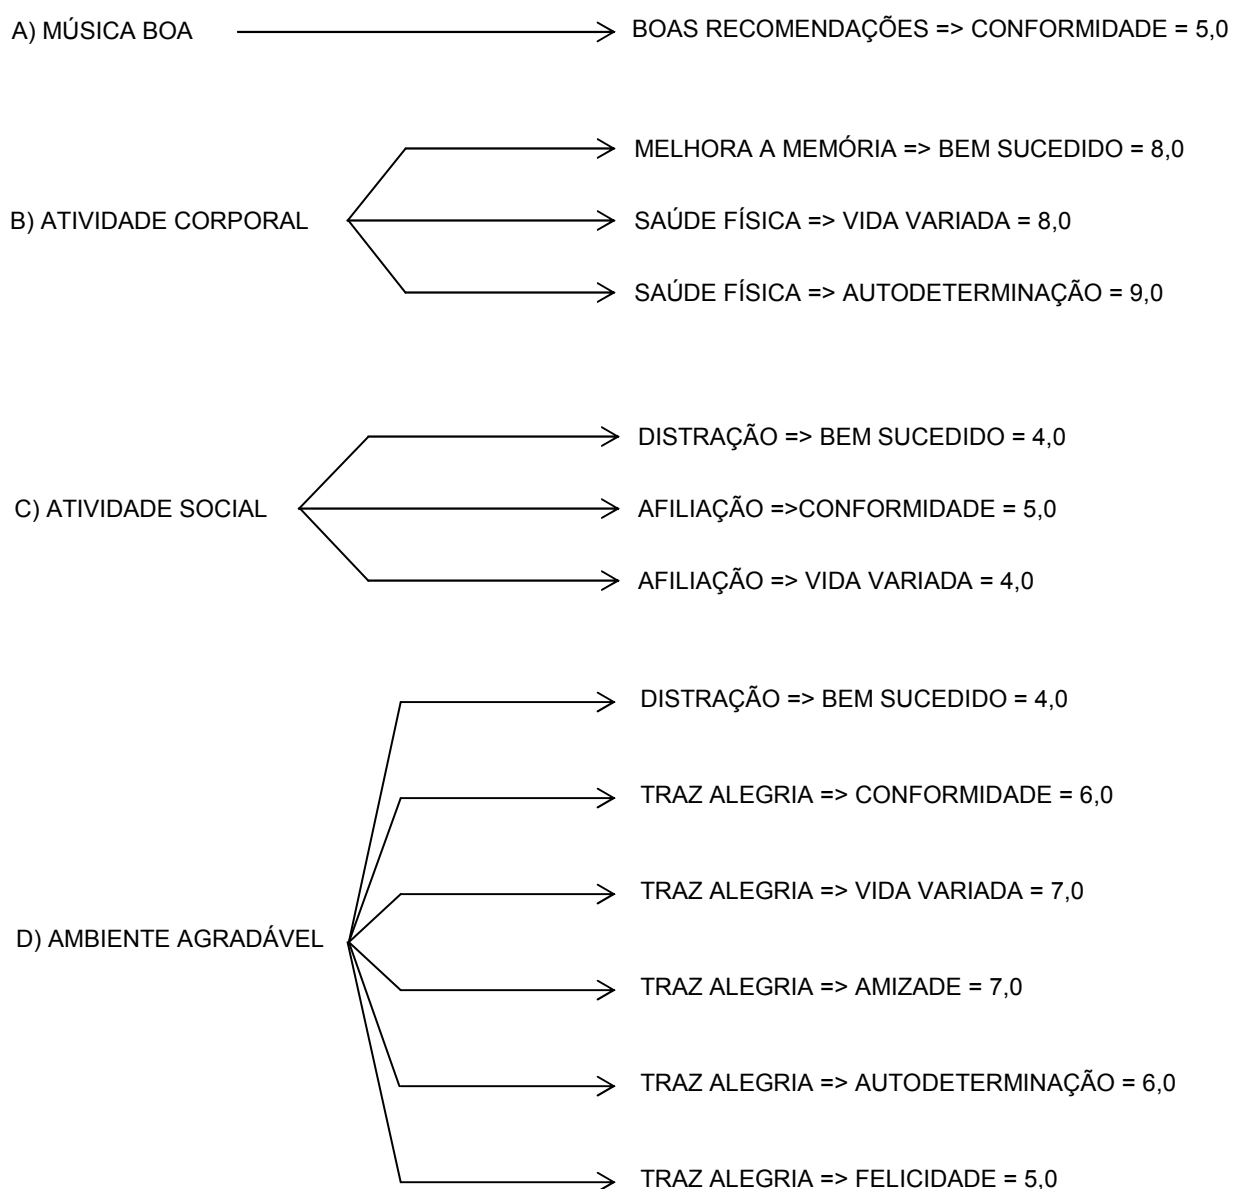 A) MÚSICA BOA
BOAS RECOMENDAÇÕES => CONFORMIDADE = 5,0
B) ATIVIDADE CORPORAL
MELHORA A MEMÓRIA => BEM SUCEDIDO = 8,0
SAÚDE FÍSICA => VIDA VARIADA = 8,0
SAÚDE FÍSICA => AUTODETERMINAÇÃO = 9,0
C) ATIVIDADE SOCIAL
DISTRAÇÃO => BEM SUCEDIDO = 4,0
AFILIAÇÃO =>CONFORMIDADE = 5,0
AFILIAÇÃO => VIDA VARIADA = 4,0
D) AMBIENTE AGRADÁVEL
DISTRAÇÃO => BEM SUCEDIDO = 4,0
TRAZ ALEGRIA => CONFORMIDADE = 6,0
TRAZ ALEGRIA => VIDA VARIADA = 7,0
TRAZ ALEGRIA => AMIZADE = 7,0
TRAZ ALEGRIA => AUTODETERMINAÇÃO = 6,0
TRAZ ALEGRIA => FELICIDADE = 5,0